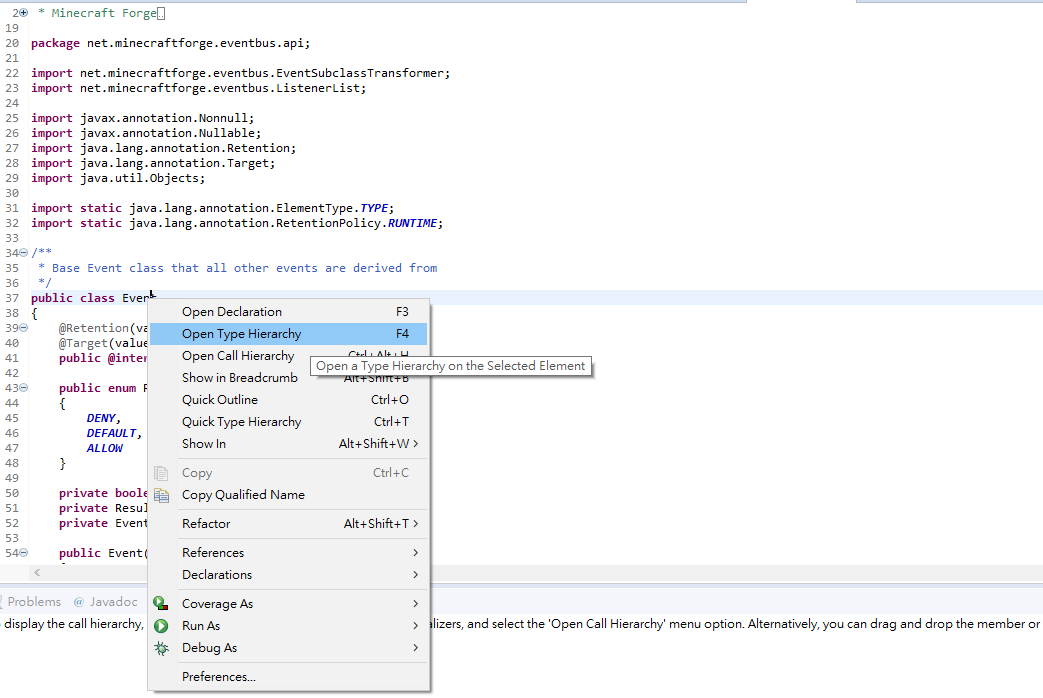 2 * Minecraft Forge
19
20 package net.minecraftforge.eventbus.api;
21
22 import net.minecraftforge.eventbus.EventSubclassTransformer;
23 import net.minecraftforge.eventbus.ListenerList;
24
25 import javax.annotation.Nonnull;
26 import javax.annotation.Nullable;
27 import java.lang.annotation.Retention;
28 import java.lang.annotation.Target;
29 import java.util.Objects;
30
31 import static java.lang.annotation.ElementType.TYPE;
32 import static java.lang.annotation.RetentionPolicy.RUNTIME;
33
34 /**
35 * Base Event class that all other events are derived from
36 */
37 public class Event
38 {
39 @Retention(va
40 @Target(value
41 public @inter
42
43 public enum R
44 {
45 DENY,
46 DEFAULT,
47 ALLOW
48 }
49
50 private boole
51 private Resul
52 private Event
53
54 public Event(
Open Declaration F3
Open Type Hierarchy F4
Open Call Hierarchy Ctrl+Alt+H
Open a Type Hierarchy on the Selected Element
Show in Breadcrumb Alt+Shift+B
Quick Outline Ctrl+O
Quick Type Hierarchy Ctrl+T
Show In Alt+Shift+W >
Copy Ctrl+C
Copy Qualified Name
Refactor Alt+Shift+T >
References >
Declarations >
Coverage As >
Run As >
Debug As >
Preferences...
Problems @ Javadoc
display the call hierarchy, alizers, and select the 'Open Call Hierarchy' menu option. Alternatively, you can drag and drop the member or